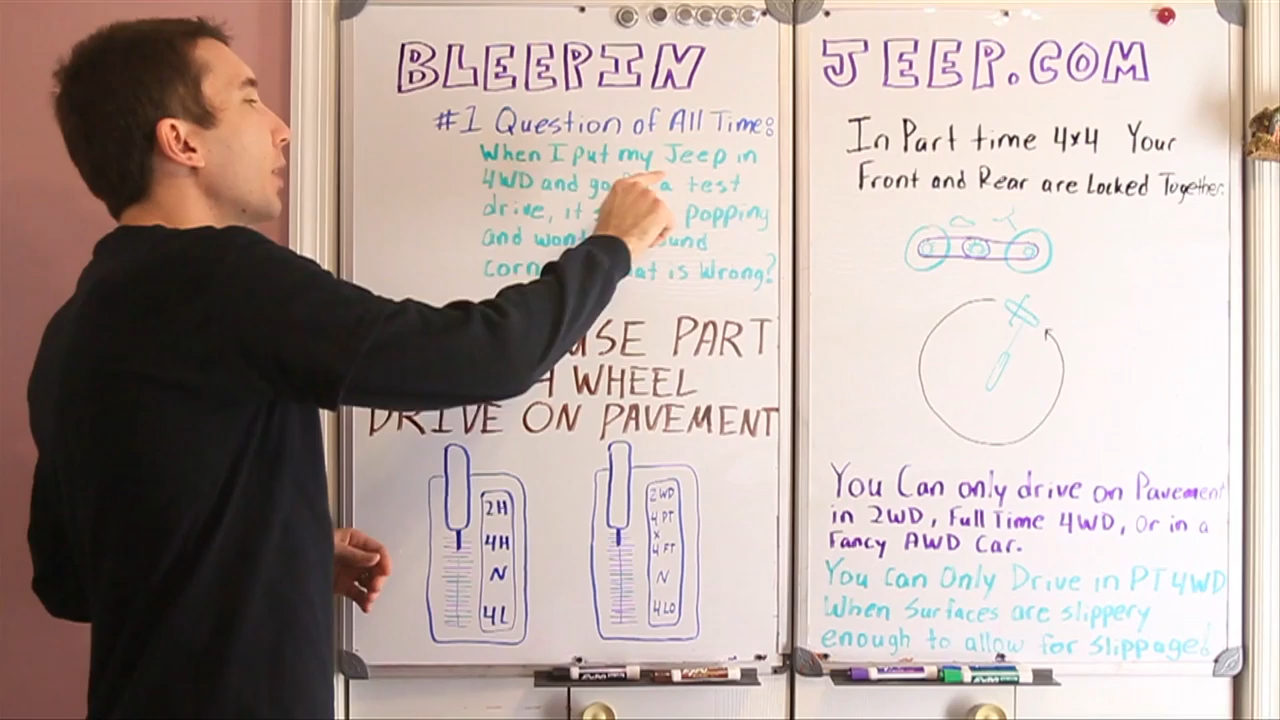 BLEEPIN JEEP.COM
#1 Question of All Time:
When I put my Jeep in
4WD and go a test
drive, it popping
and
is Wrong?
USE PART
4 WHEEL
DRIVE ON PAVEMENT
2H
4H
N
4L
2WD
4PT
x
4FT
N
4LO
In Part time 4x4 Your
Front and Rear are Locked Together.
You Can only drive on Pavement
in 2WD, Full Time 4WD, Or in a
Fancy AWD Car.
You Can Only Drive in PT4WD
When Surfaces are slippery
enough to allow for slippage!